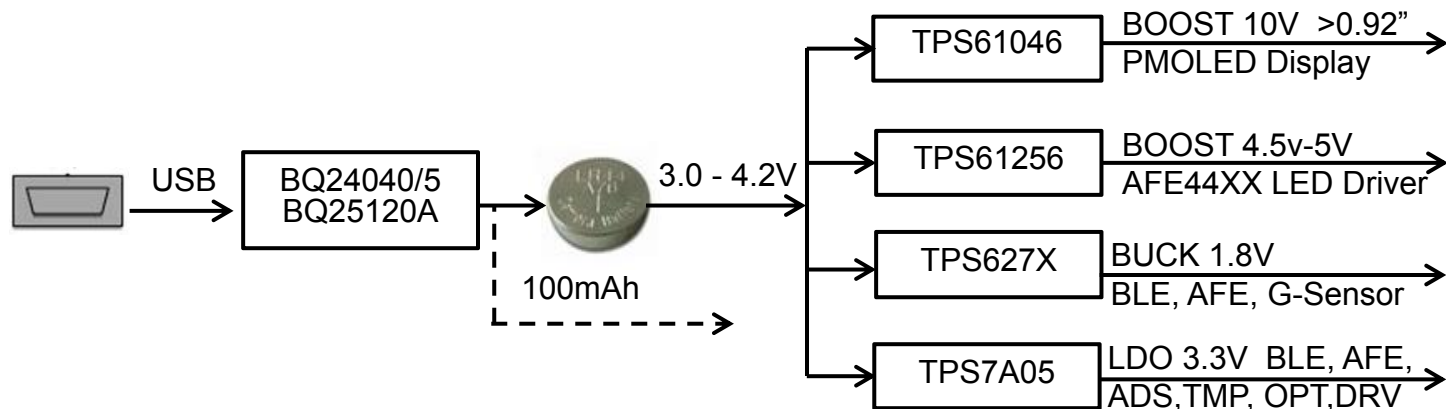 USB
BQ24040/5
BQ25120A
100mAh
3.0 - 4.2V
TPS61046
BOOST 10V >0.92”
PMOLED Display
TPS61256
BOOST 4.5v-5V
AFE44XX LED Driver
TPS627X
BUCK 1.8V
BLE, AFE, G-Sensor
TPS7A05
LDO 3.3V BLE, AFE,
ADS,TMP, OPT,DRV